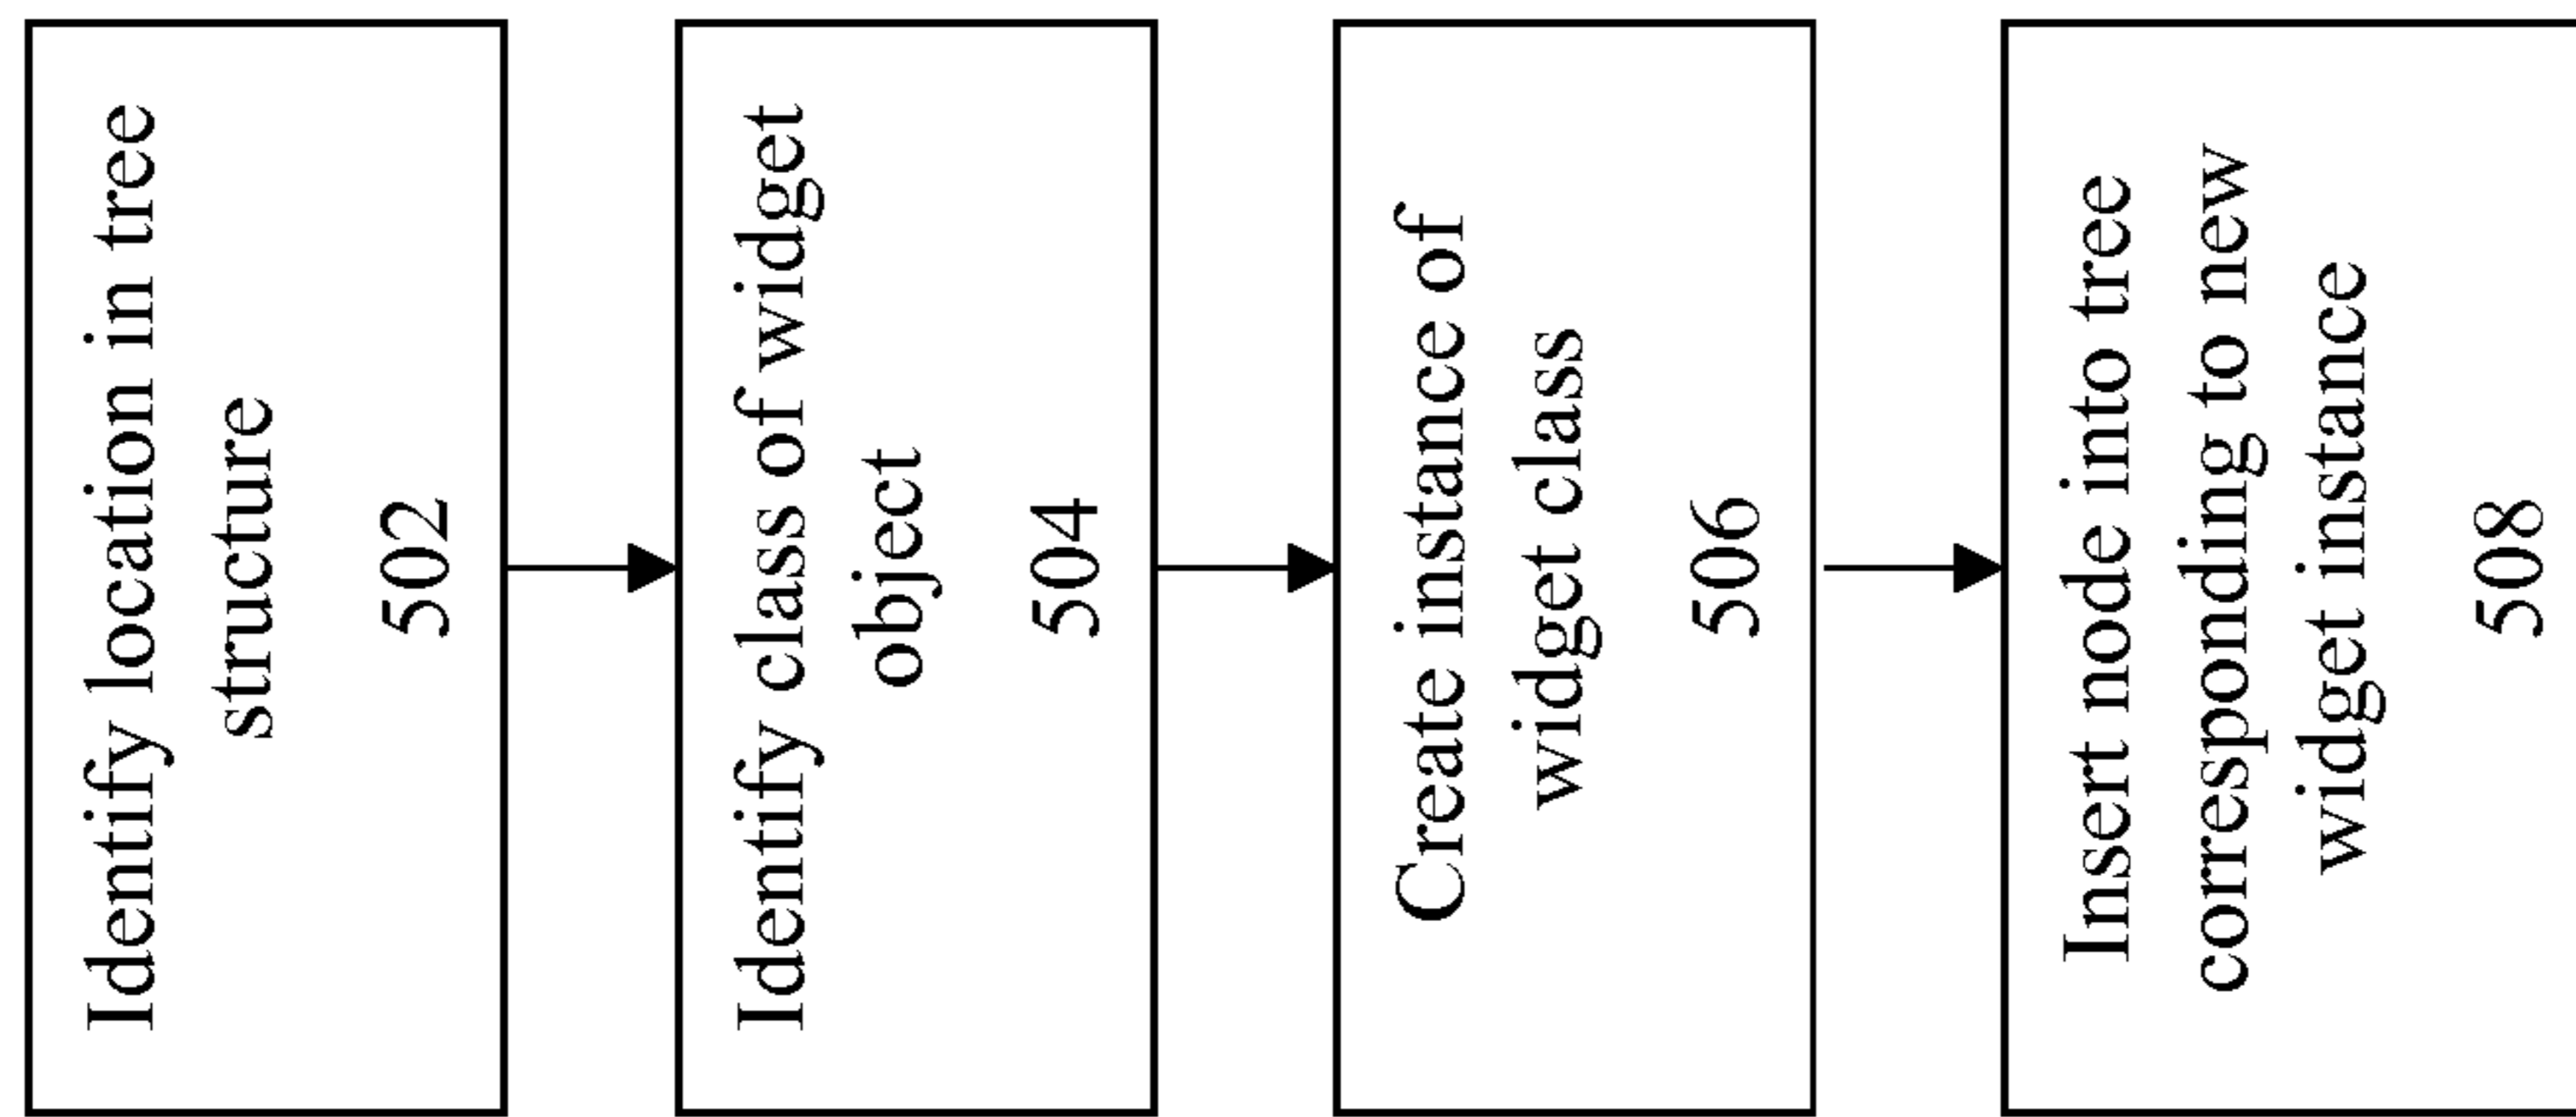 Identify location in tree
structure
502
Identify class of widget
object
504
Create instance of
widget class
506
Insert node into tree
corresponding to new
widget instance
508